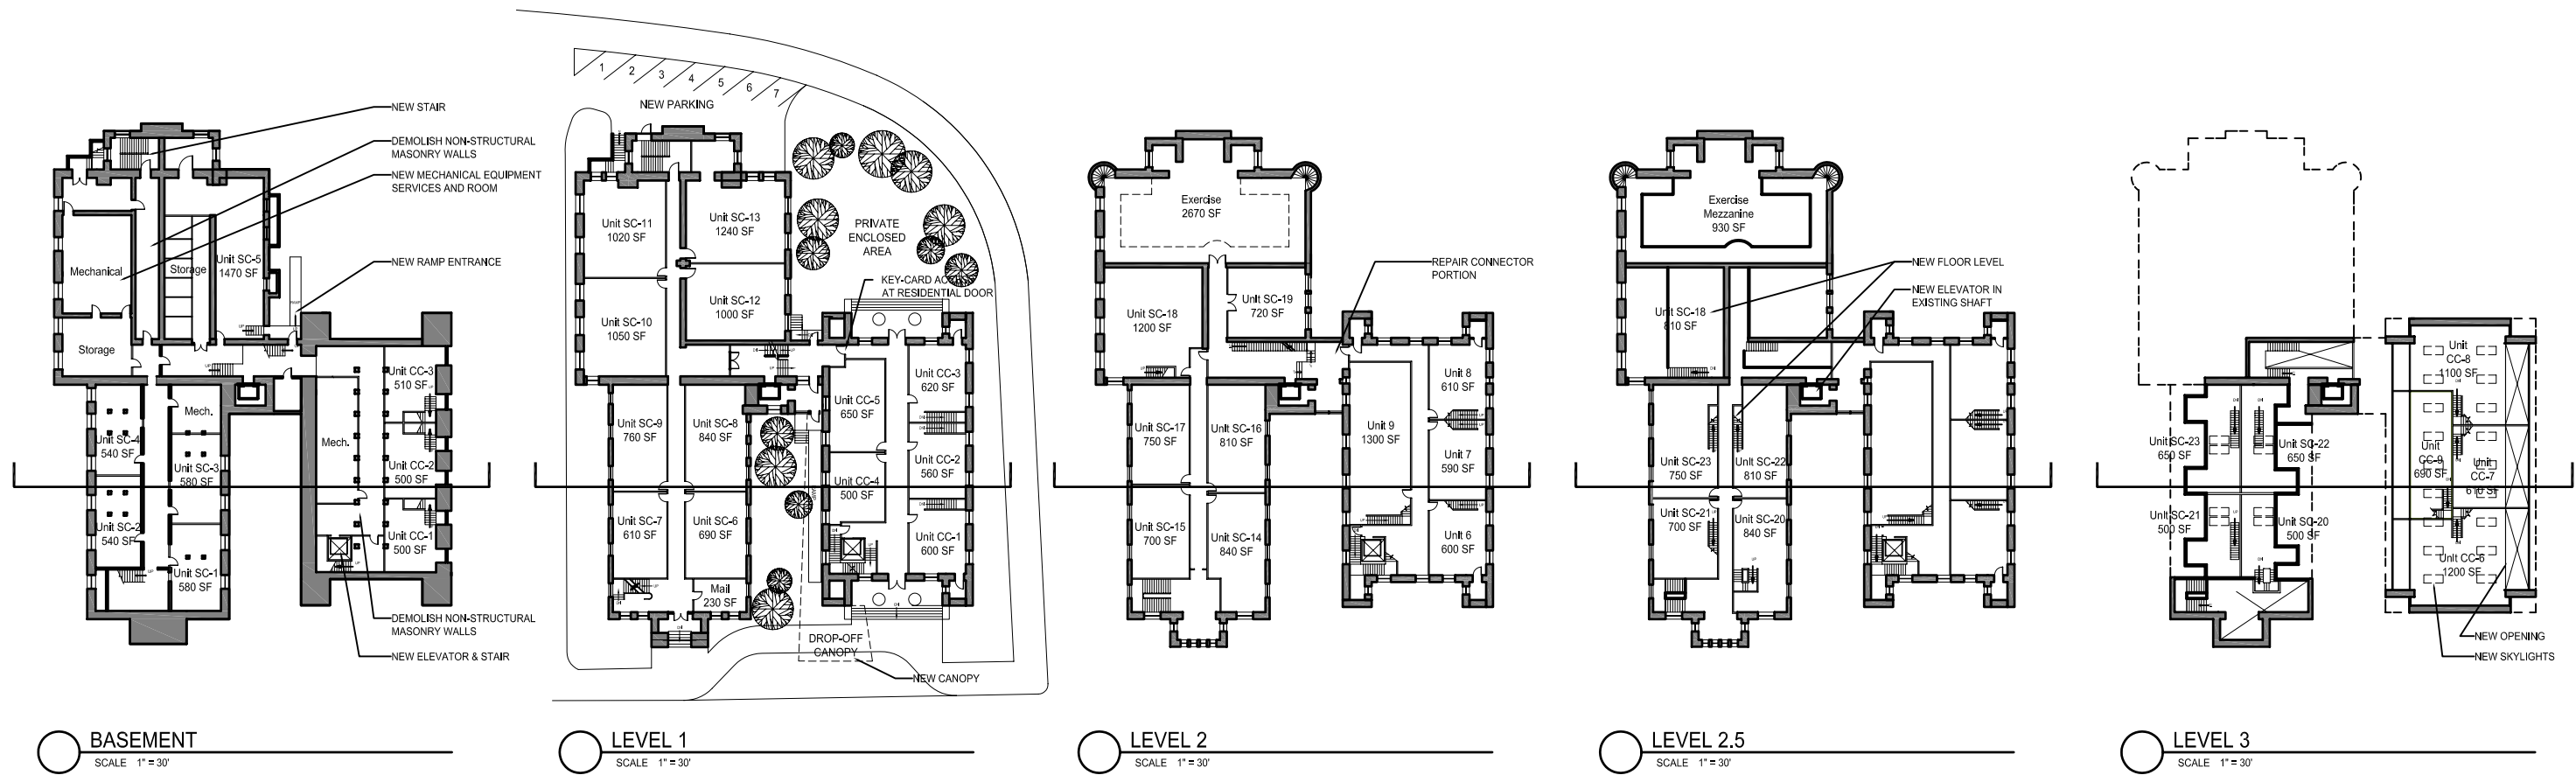 NEW STAIR
DEMOLISH NON-STRUCTURAL
MASONRY WALLS
NEW MECHANICAL EQUIPMENT
SERVICES AND ROOM
Unit SC-5
1470 SF
Mechanical
Storage
NEW RAMP ENTRANCE
Storage
Unit CC-3
510 SF
Mech.
Unit SC-4
540 SF
Mech.
Unit SC-3
580 SF
Unit CC-2
500 SF
Unit SC-2
540 SF
Unit CC-1
500 SF
Unit SC-1
580 SF
DEMOLISH NON-STRUCTURAL
MASONRY WALLS
NEW ELEVATOR & STAIR
BASEMENT
SCALE 1" = 30'
1
2
3
4
5
6
7
NEW PARKING
Unit SC-11
1020 SF
Unit SC-13
1240 SF
PRIVATE
ENCLOSED
AREA
KEY-CARD
AT RESIDENTIAL DOOR
Unit SC-10
1050 SF
Unit SC-12
1000 SF
Unit CC-3
620 SF
Unit CC-5
650 SF
Unit SC-9
760 SF
Unit SC-8
840 SF
Unit CC-2
560 SF
Unit CC-4
500 SF
Unit SC-7
610 SF
Unit SC-6
690 SF
Unit CC-1
600 SF
Mail
230 SF
DROP-OFF
CANOPY
NEW CANOPY
LEVEL 1
SCALE 1" = 30'
Exercise
2670 SF
REPAIR CONNECTOR
PORTION
Unit SC-18
1200 SF
Unit SC-19
720 SF
Unit 8
610 SF
Unit SC-17
750 SF
Unit SC-16
810 SF
Unit 9
1300 SF
Unit 7
590 SF
Unit SC-15
700 SF
Unit SC-14
840 SF
Unit 6
600 SF
LEVEL 2
SCALE 1" = 30'
Exercise
Mezzanine
930 SF
NEW FLOOR LEVEL
NEW ELEVATOR IN
EXISTING SHAFT
Unit SC-18
810 SF
Unit SC-23
750 SF
Unit SC-22
810 SF
Unit SC-21
700 SF
Unit SC-20
840 SF
LEVEL 2.5
SCALE 1" = 30'
Unit
CC-8
1100 SF
Unit SC-23
650 SF
Unit SC-22
650 SF
Unit
CC-9
690 SF
Unit
CC-7
610 SF
Unit SC-21
500 SF
Unit SC-20
500 SF
Unit CC-6
1200 SF
NEW OPENING
NEW SKYLIGHTS
LEVEL 3
SCALE 1" = 30'